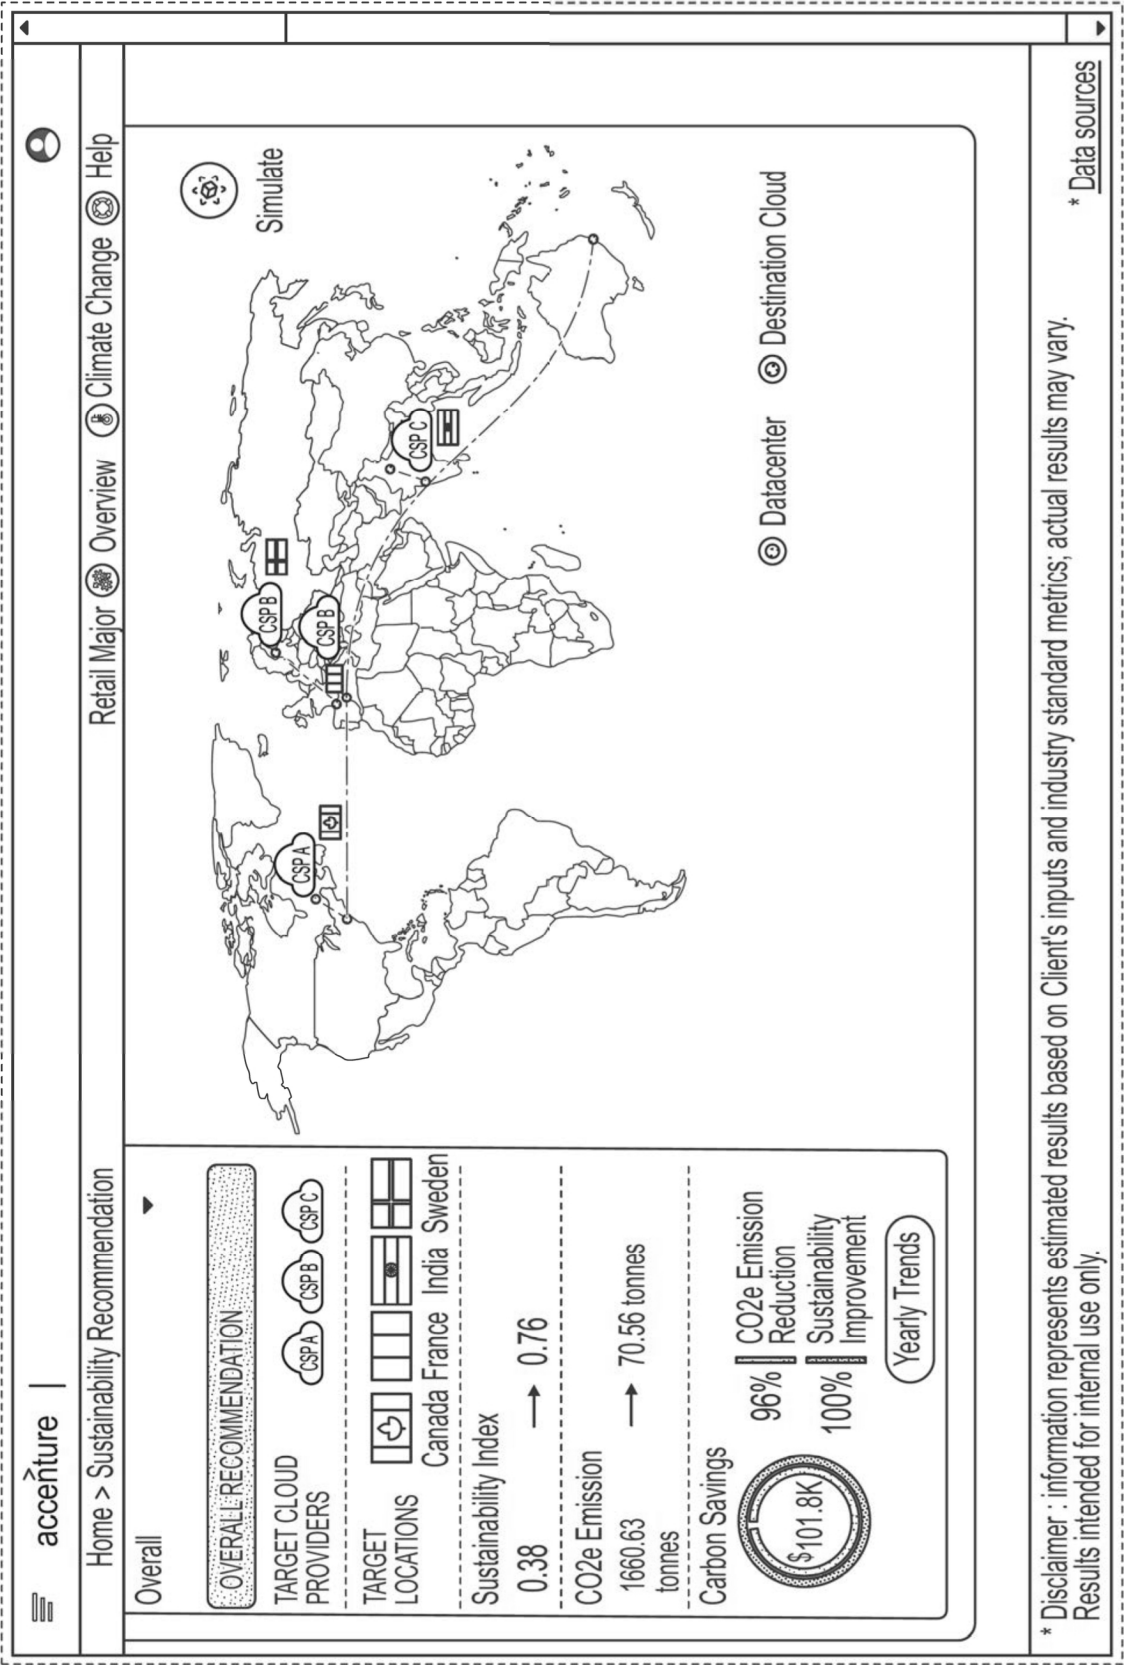 accenture
Home > Sustainability Recommendation
Retail Major
Overview
Climate Change
Help
Overall
OVERALL RECOMMENDATION
TARGET CLOUD
PROVIDERS
CSP A
CSP B
CSP C
TARGET
LOCATIONS
Canada France India Sweden
Sustainability Index
0.38 → 0.76
CO2e Emission
1660.63 → 70.56 tonnes
tonnes
Carbon Savings
$101.8K
96% CO2e Emission
Reduction
100% Sustainability
Improvement
Yearly Trends
Simulate
CSP A
CSP B
CSP B
CSP C
Datacenter
Destination Cloud
* Disclaimer : information represents estimated results based on Client's inputs and industry standard metrics; actual results may vary.
Results intended for internal use only.
* Data sources